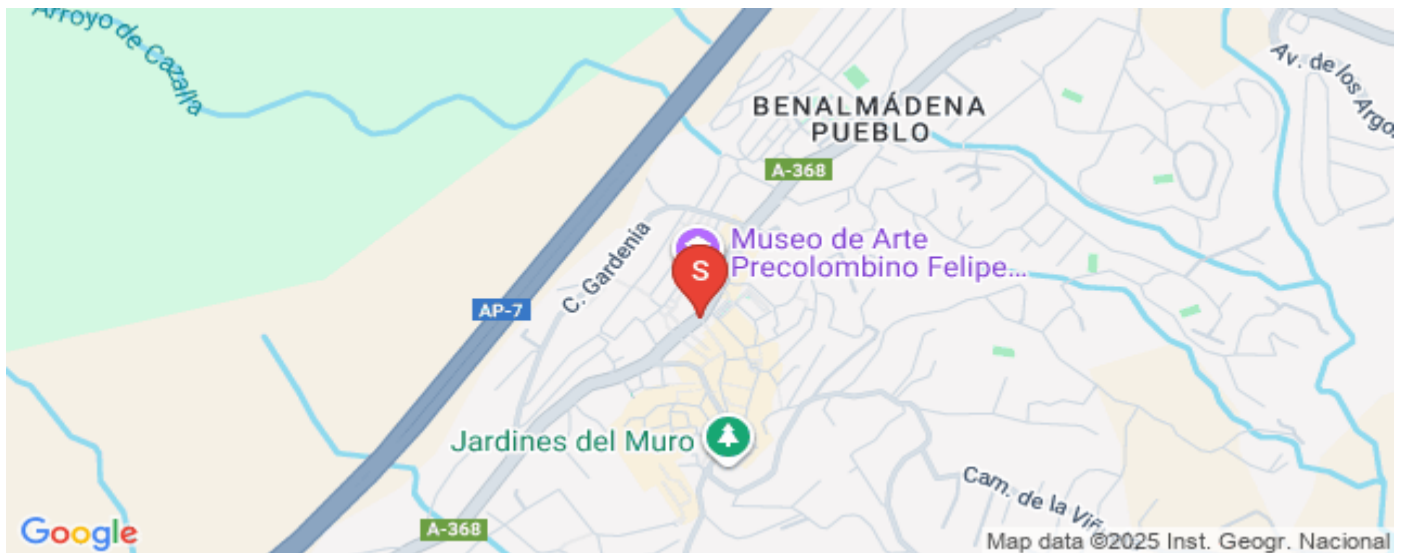 Arroyo de Cazalla
BENALMÁDENA
PUEBLO
Av. de los Argo
A-368
C. Gardenia
Museo de Arte
Precolombino Felipe...
S
AP-7
Jardines del Muro
Cam. de la Viñ
A-368
Google
Map data ©2025 Inst. Geogr. Nacional